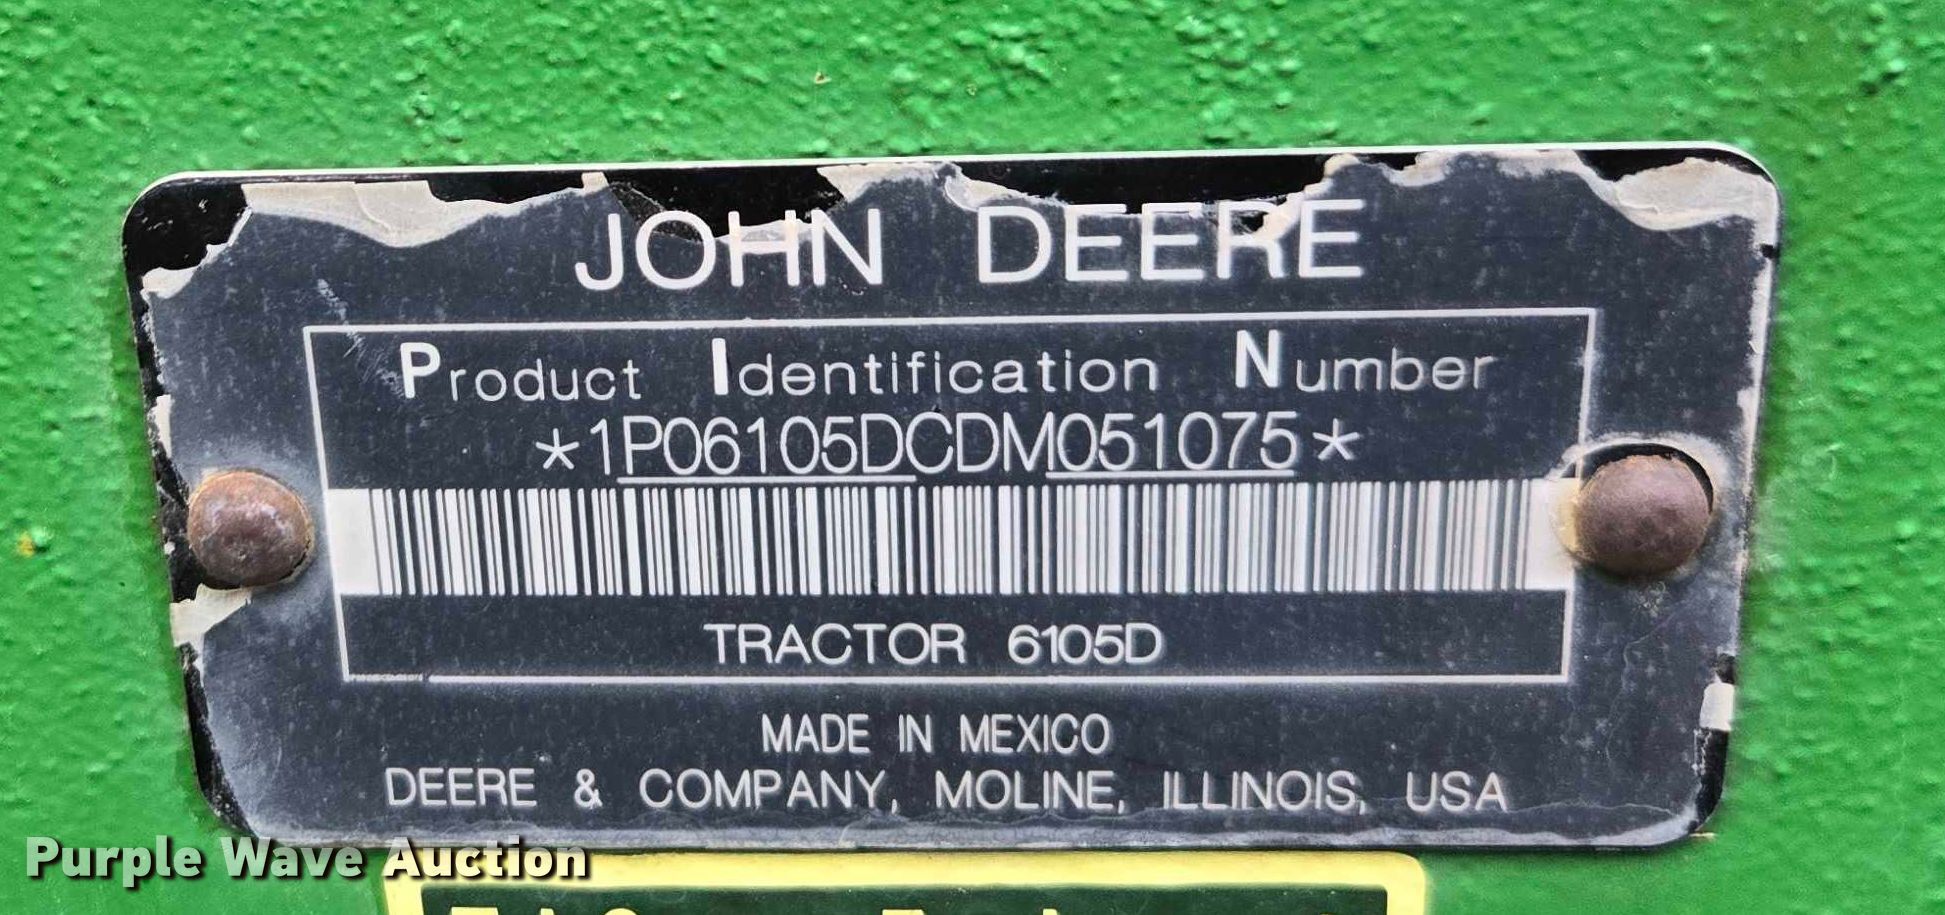 JOHN DEERE
Product Identification Number
*1P06105DCDM051075*
TRACTOR 6105D
MADE IN MEXICO
DEERE & COMPANY, MOLINE, ILLINOIS, USA
Purple Wave Auction